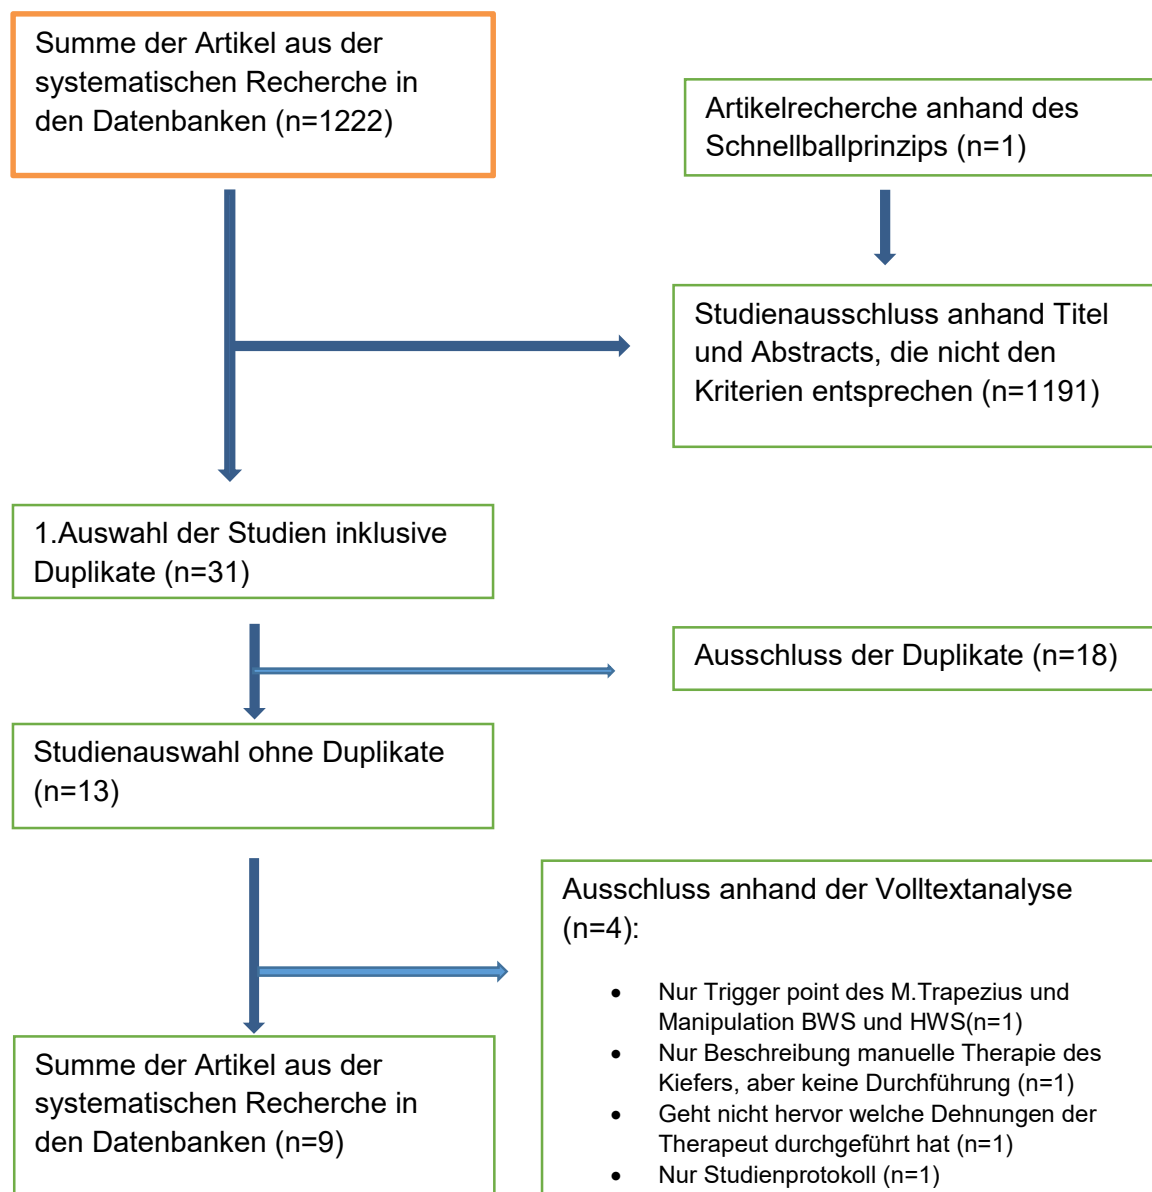 Summe der Artikel aus der
systematischen Recherche in
den Datenbanken (n=1222)
Artikelrecherche anhand des
Schnellballprinzips (n=1)
Studienausschluss anhand Titel
und Abstracts, die nicht den
Kriterien entsprechen (n=1191)
1.Auswahl der Studien inklusive
Duplikate (n=31)
Ausschluss der Duplikate (n=18)
Studienauswahl ohne Duplikate
(n=13)
Ausschluss anhand der Volltextanalyse
(n=4):
• Nur Trigger point des M.Trapezius und
Manipulation BWS und HWS(n=1)
• Nur Beschreibung manuelle Therapie des
Kiefers, aber keine Durchführung (n=1)
• Geht nicht hervor welche Dehnungen der
Therapeut durchgeführt hat (n=1)
• Nur Studienprotokoll (n=1)
Summe der Artikel aus der
systematischen Recherche in
den Datenbanken (n=9)